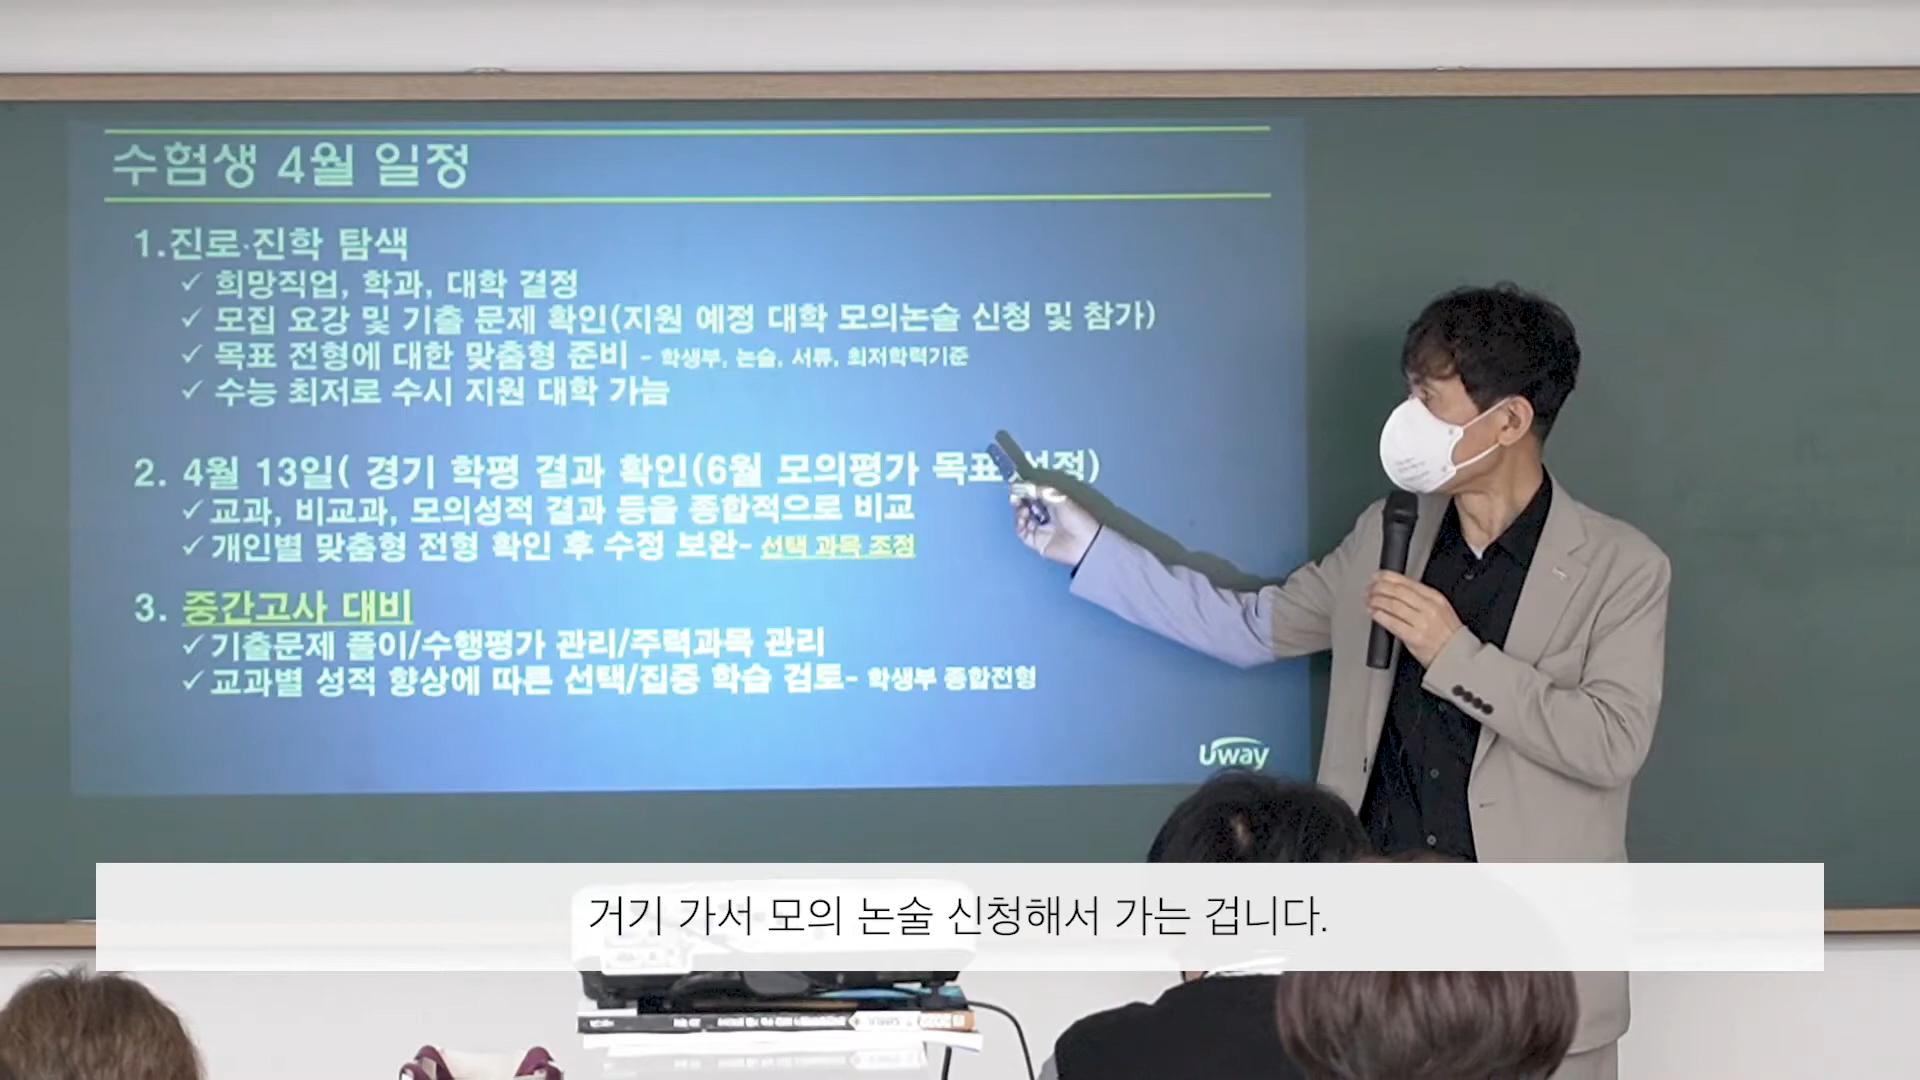 수험생 4월 일정
1.진로·진학 탐색
✓ 희망직업, 학과, 대학 결정
✓ 모집 요강 및 기출 문제 확인(지원 예정 대학 모의논술 신청 및 참가)
✓ 목표 전형에 대한 맞춤형 준비 - 학생부, 논술, 서류, 최저학력기준
✓ 수능 최저로 수시 지원 대학 가늠
2. 4월 13일( 경기 학평 결과 확인(6월 모의평가 목표 설정)
✓ 교과, 비교과, 모의성적 결과 등을 종합적으로 비교
✓ 개인별 맞춤형 전형 확인 후 수정 보완- 선택 과목 조정
3. 중간고사 대비
✓ 기출문제 풀이/수행평가 관리/주력과목 관리
✓ 교과별 성적 향상에 따른 선택/집중 학습 검토- 학생부 종합전형
Uway
거기 가서 모의 논술 신청해서 가는 겁니다.